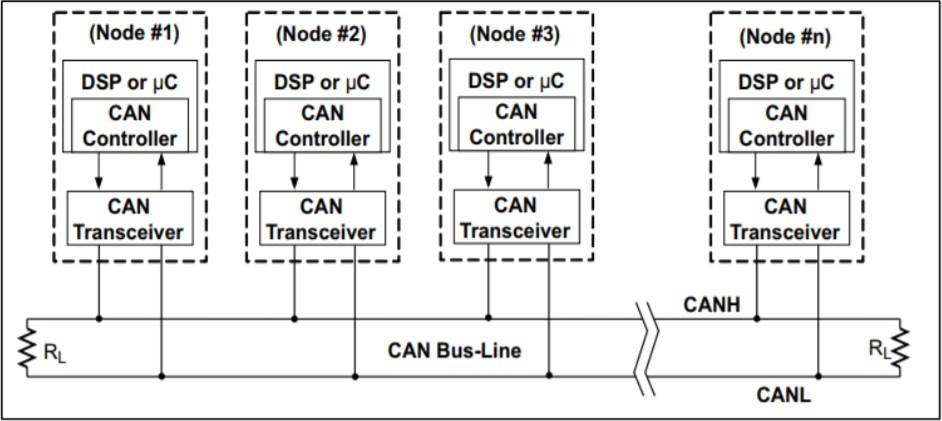 (Node #1)
DSP or µC
CAN
Controller
CAN
Transceiver
(Node #2)
DSP or µC
CAN
Controller
CAN
Transceiver
(Node #3)
DSP or µC
CAN
Controller
CAN
Transceiver
(Node #n)
DSP or µC
CAN
Controller
CAN
Transceiver
CANH
RL
CAN Bus-Line
RL
CANL